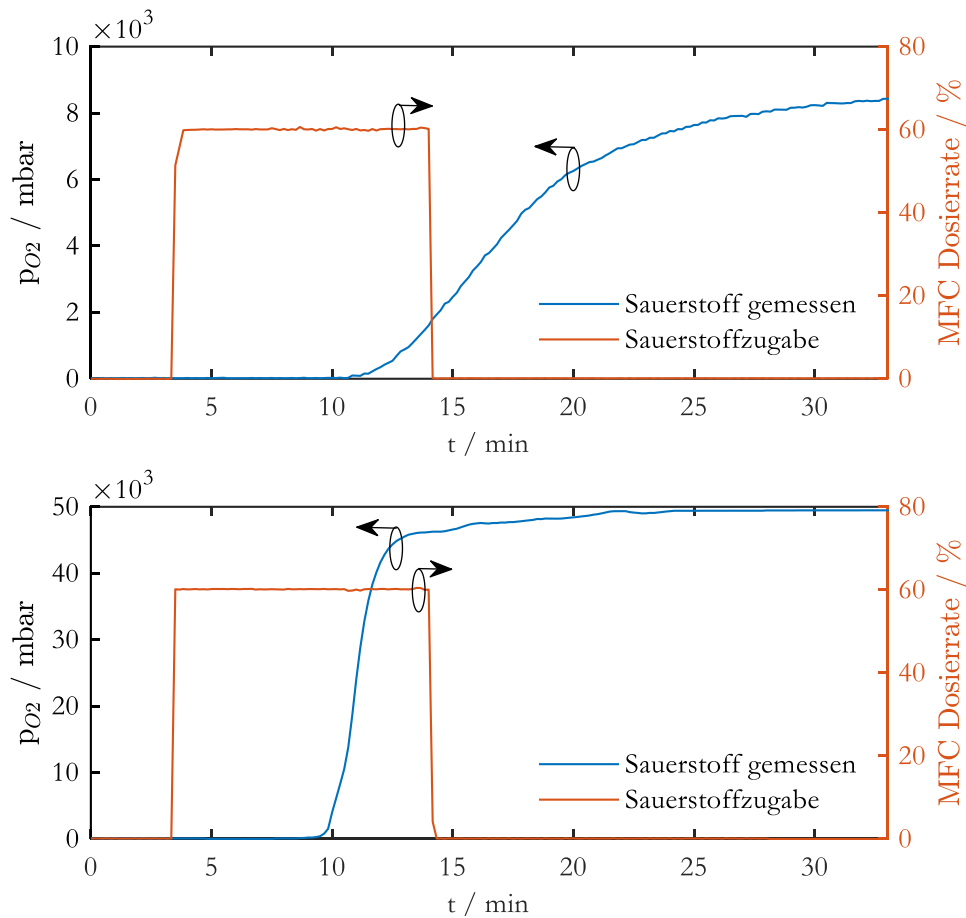 ×10³
10
8
6
4
2
0
p_O2 / mbar
80
60
40
20
0
MFC Dosierrate / %
Sauerstoff gemessen
Sauerstoffzugabe
0 5 10 15 20 25 30
t / min
×10³
50
40
30
20
10
0
p_O2 / mbar
80
60
40
20
0
MFC Dosierrate / %
Sauerstoff gemessen
Sauerstoffzugabe
0 5 10 15 20 25 30
t / min